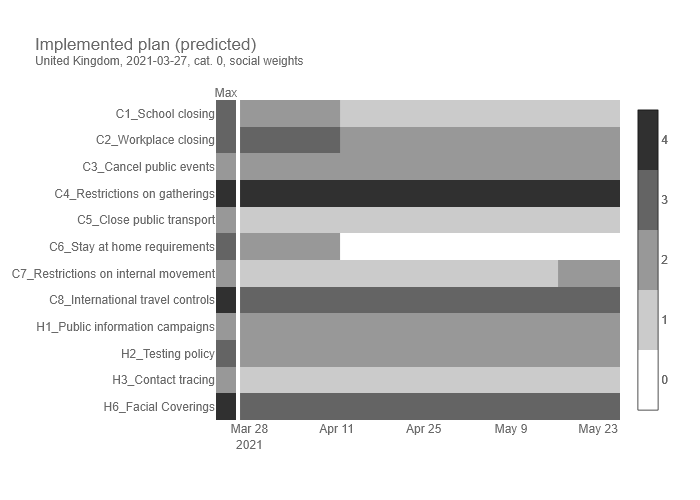 Implemented plan (predicted)
United Kingdom, 2021-03-27, cat. 0, social weights
Max
C1_School closing
C2_Workplace closing
C3_Cancel public events
C4_Restrictions on gatherings
C5_Close public transport
C6_Stay at home requirements
C7_Restrictions on internal movement
C8_International travel controls
H1_Public information campaigns
H2_Testing policy
H3_Contact tracing
H6_Facial Coverings
Mar 28 Apr 11 Apr 25 May 9 May 23
2021
4
3
2
1
0